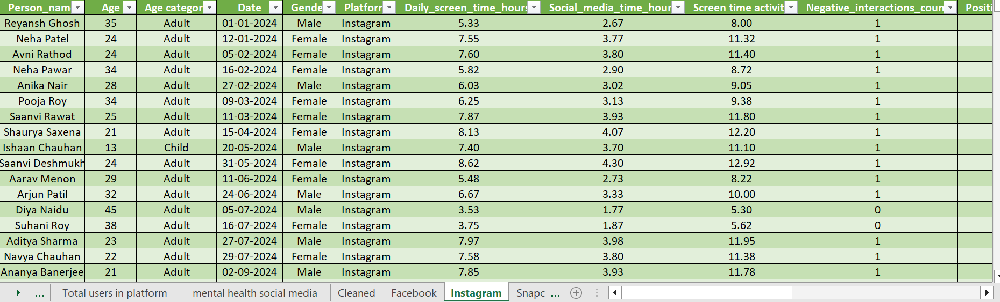 Person_nam Age Age categor Date Gende Platforr Daily_screen_time_hours Social_media_time_hour Screen time activit Negative_interactions_coun Positi
Reyansh Ghosh 35 Adult 01-01-2024 Male Instagram 5.33 2.67 8.00 1
Neha Patel 24 Adult 12-01-2024 Female Instagram 7.55 3.77 11.32 1
Avni Rathod 24 Adult 05-02-2024 Female Instagram 7.60 3.80 11.40 1
Neha Pawar 34 Adult 16-02-2024 Female Instagram 5.82 2.90 8.72 1
Anika Nair 28 Adult 27-02-2024 Male Instagram 6.03 3.02 9.05 1
Pooja Roy 34 Adult 09-03-2024 Female Instagram 6.25 3.13 9.38 1
Saanvi Rawat 25 Adult 11-03-2024 Female Instagram 7.87 3.93 11.80 1
Shaurya Saxena 21 Adult 15-04-2024 Female Instagram 8.13 4.07 12.20 1
Ishaan Chauhan 13 Child 20-05-2024 Male Instagram 7.40 3.70 11.10 1
Saanvi Deshmukh 24 Adult 31-05-2024 Female Instagram 8.62 4.30 12.92 1
Aarav Menon 29 Adult 11-06-2024 Female Instagram 5.48 2.73 8.22 1
Arjun Patil 32 Adult 24-06-2024 Male Instagram 6.67 3.33 10.00 1
Diya Naidu 45 Adult 05-07-2024 Male Instagram 3.53 1.77 5.30 0
Suhani Roy 38 Adult 16-07-2024 Female Instagram 3.75 1.87 5.62 0
Aditya Sharma 23 Adult 27-07-2024 Male Instagram 7.97 3.98 11.95 1
Navya Chauhan 22 Adult 29-07-2024 Female Instagram 7.58 3.80 11.38 1
Ananya Banerjee 21 Adult 02-09-2024 Male Instagram 7.85 3.93 11.78 1
... Total users in platform mental health social media Cleaned Facebook Instagram Snapc ...